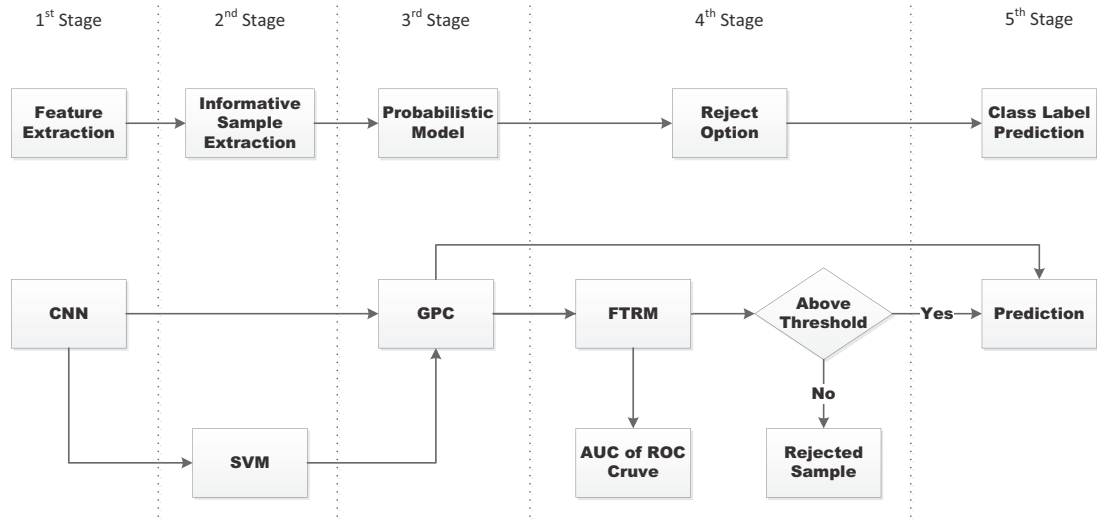 1st Stage
2nd Stage
3rd Stage
4th Stage
5th Stage
Feature
Extraction
Informative
Sample
Extraction
Probabilistic
Model
Reject
Option
Class Label
Prediction
CNN
GPC
FTRM
Above
Threshold
Yes
Prediction
No
SVM
AUC of ROC
Cruve
Rejected
Sample